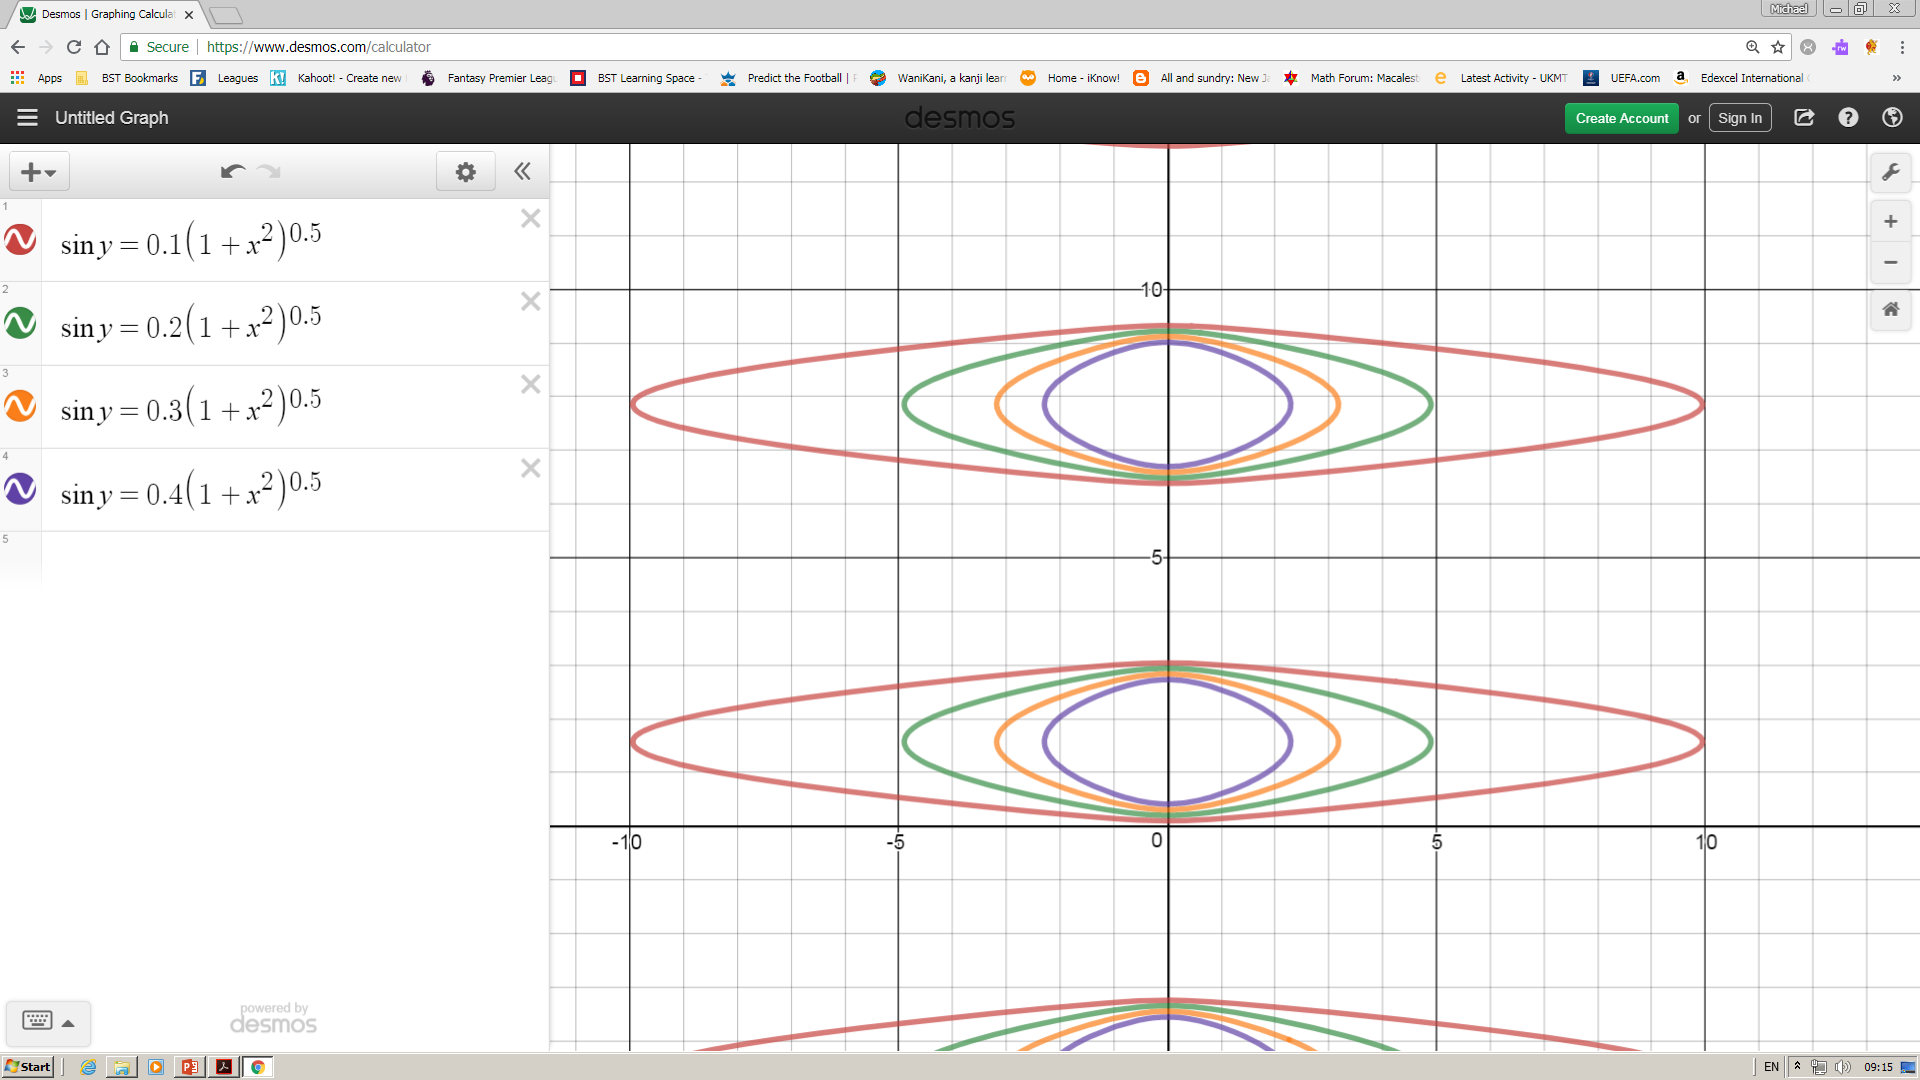 Desmos | Graphing Calcula
Michael
Secure
https://www.desmos.com/calculator
Apps
BST Bookmarks
Leagues
Kahoot! - Create new
Fantasy Premier Leag
BST Learning Space -
Predict the Football |
WaniKani, a kanji lear
Home - iKnow!
All and sundry: New J
Math Forum: Macales
Latest Activity - UKMT
UEFA.com
Edexcel International
»
Untitled Graph
desmos
Create Account
or
Sign In
1
sin y = 0.1(1 + x²)^0.5
2
sin y = 0.2(1 + x²)^0.5
3
sin y = 0.3(1 + x²)^0.5
4
sin y = 0.4(1 + x²)^0.5
5
10
5
-10
-5
0
5
10
powered by
desmos
Start
EN
09:15